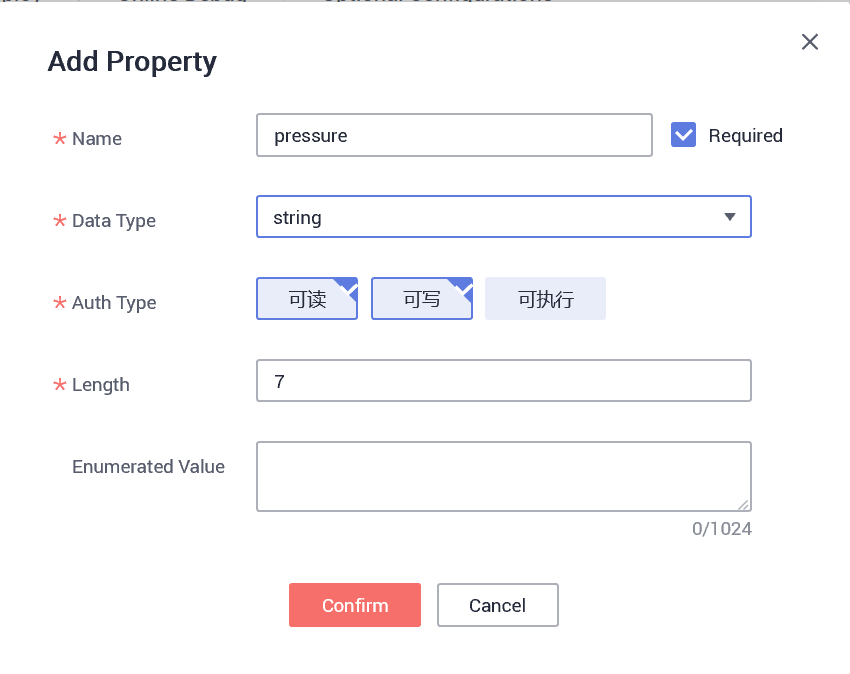 Add Property
* Name
pressure
Required
* Data Type
string
* Auth Type
可读
可写
可执行
* Length
7
Enumerated Value
0/1024
Confirm
Cancel